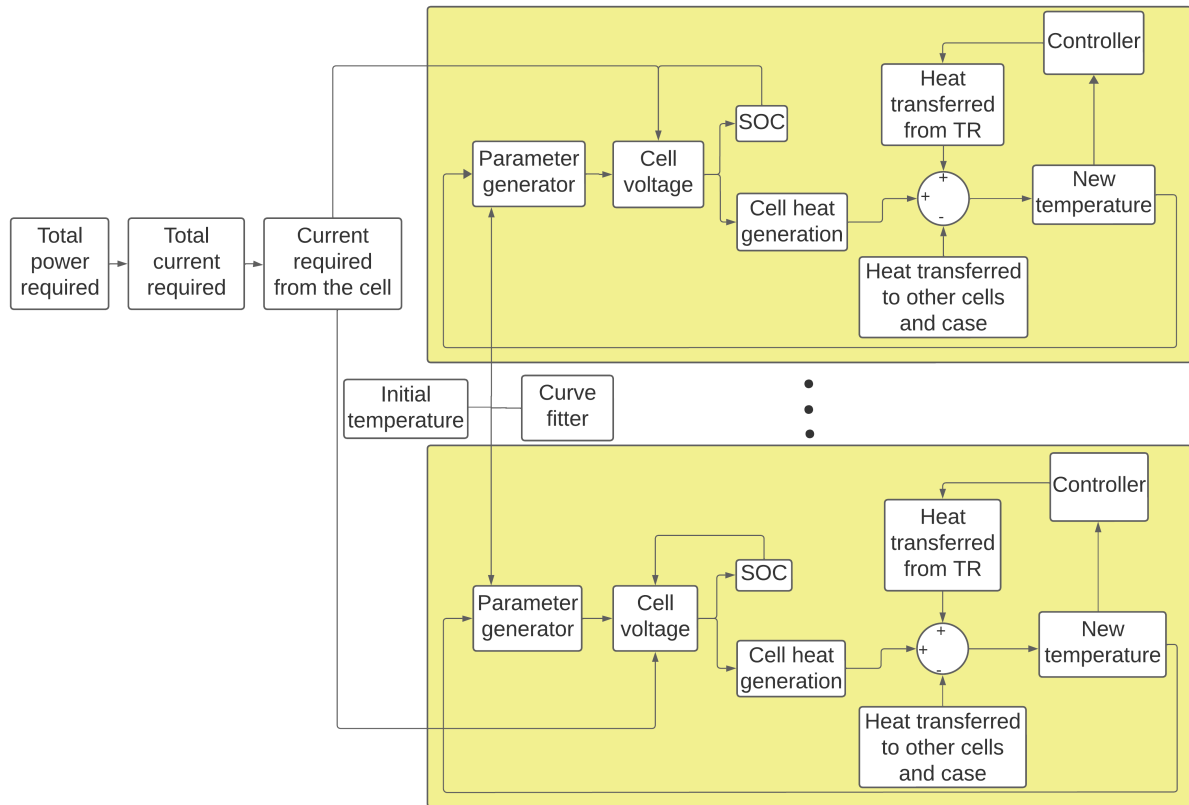 Total
power
required
Total
current
required
Current
required
from the cell
Parameter
generator
Cell
voltage
SOC
Cell heat
generation
Heat
transferred
from TR
Controller
+
+
-
New
temperature
Heat transferred
to other cells
and case
Initial
temperature
Curve
fitter
Parameter
generator
Cell
voltage
SOC
Cell heat
generation
Heat
transferred
from TR
Controller
+
+
-
New
temperature
Heat transferred
to other cells
and case